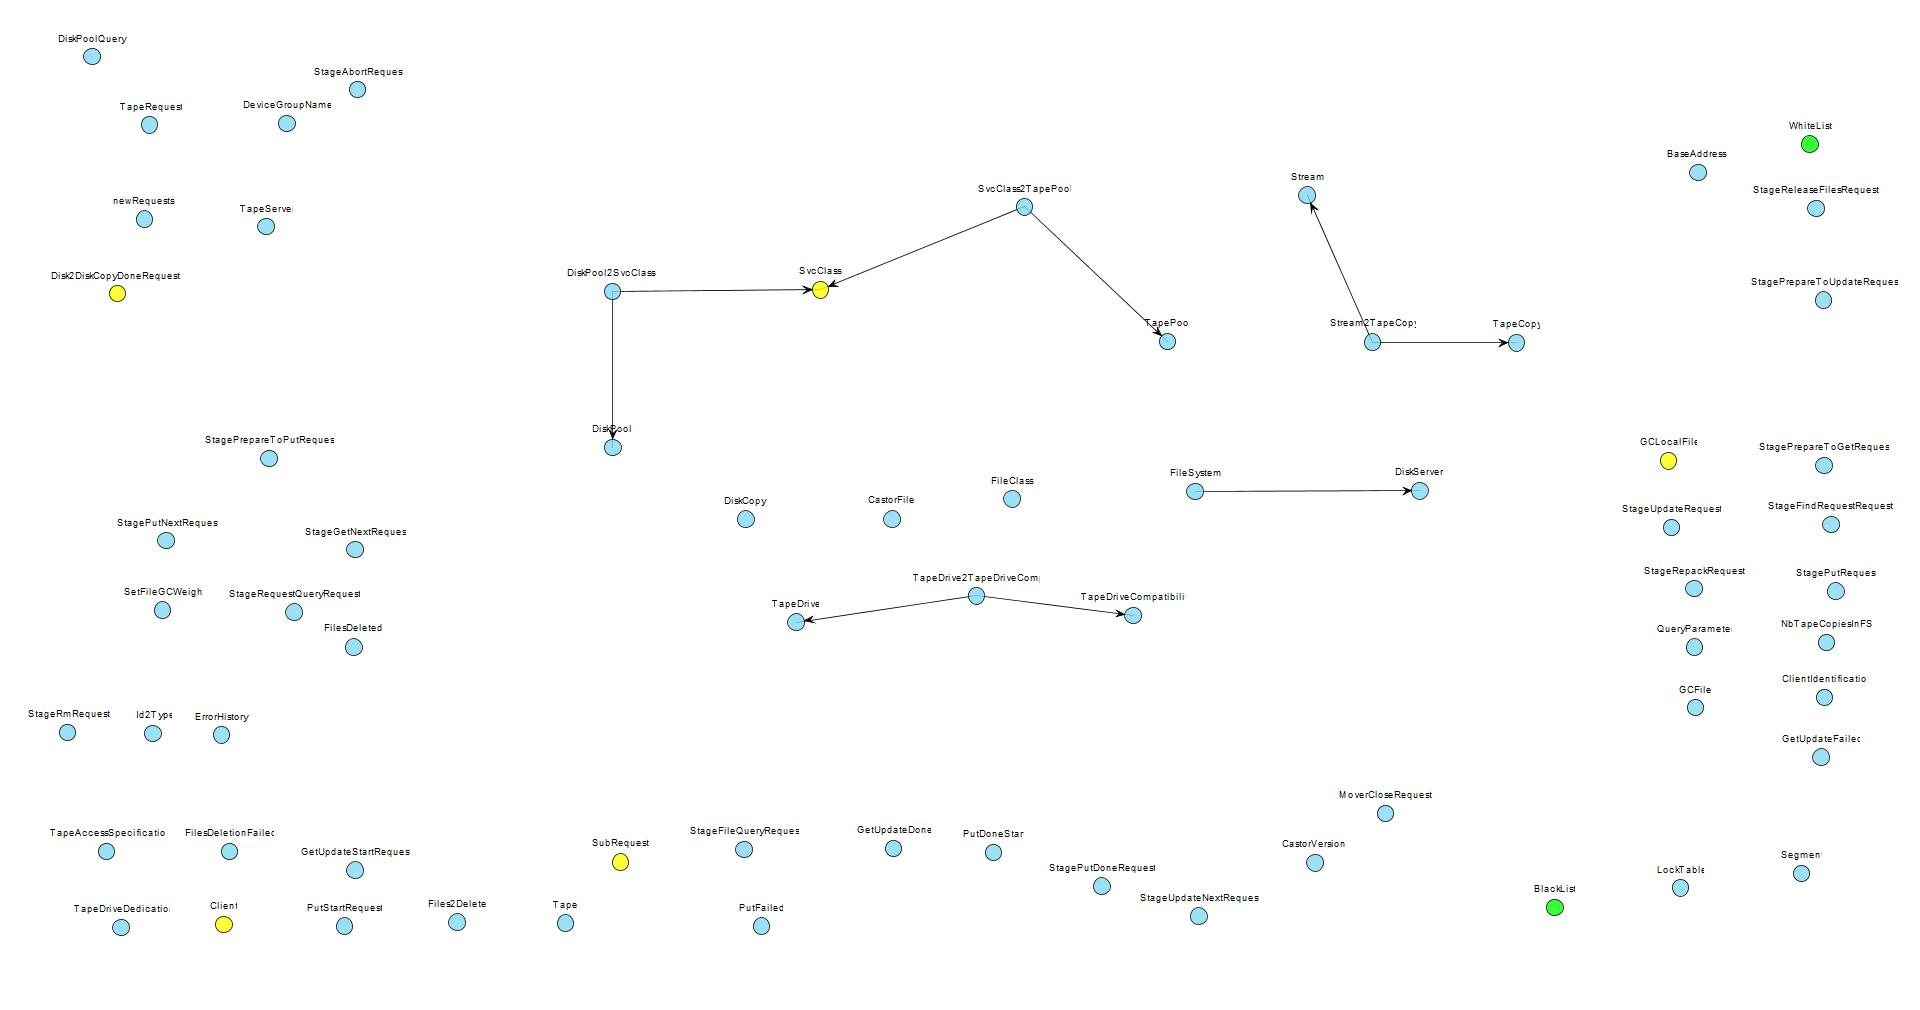 DiskPoolQuery
StageAbortReques
TapeRequest
DeviceGroupName
WhiteList
BaseAddress
Stream
SvcClass2TapePool
StageReleaseFilesRequest
newRequests
TapeServer
Disk2DiskCopyDoneRequest
DiskPool2SvcClass
SvcClass
StagePrepareToUpdateReques
TapePoo
Stream2TapeCopy
TapeCopy
DiskPool
StagePrepareToPutReques
GCLocalFile
StagePrepareToGetReques
FileSystem
DiskServer
FileClass
DiskCopy
CastorFile
StageUpdateRequest
StageFindRequestRequest
StagePutNextReques
StageGetNextReques
StageRepackRequest
StagePutReques
TapeDrive2TapeDriveComp
SetFileGCWeigh
StageRequestQueryRequest
TapeDrive
TapeDriveCompatibili
FilesDeleted
QueryParameter
NbTapeCopiesInFS
GCFile
ClientIdentificatio
StageRmRequest
Id2Type
ErrorHistory
GetUpdateFailed
MoverCloseRequest
TapeAccessSpecificatio
FilesDeletionFailed
StageFileQueryReques
GetUpdateDone
PutDoneStar
SubRequest
CastorVersion
GetUpdateStartReques
StagePutDoneRequest
LockTable
Segmen
BlackList
StageUpdateNextReques
TapeDriveDedicatio
Client
PutStartRequest
Files2Delete
Tape
PutFailed